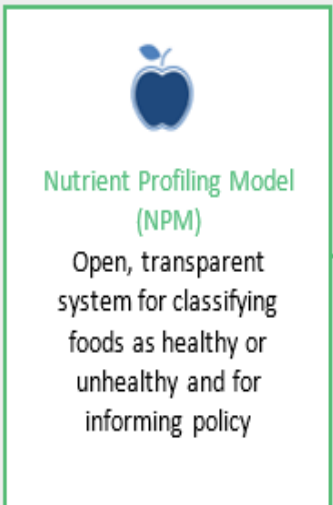 Nutrient Profiling Model
(NPM)
Open, transparent
system for classifying
foods as healthy or
unhealthy and for
informing policy